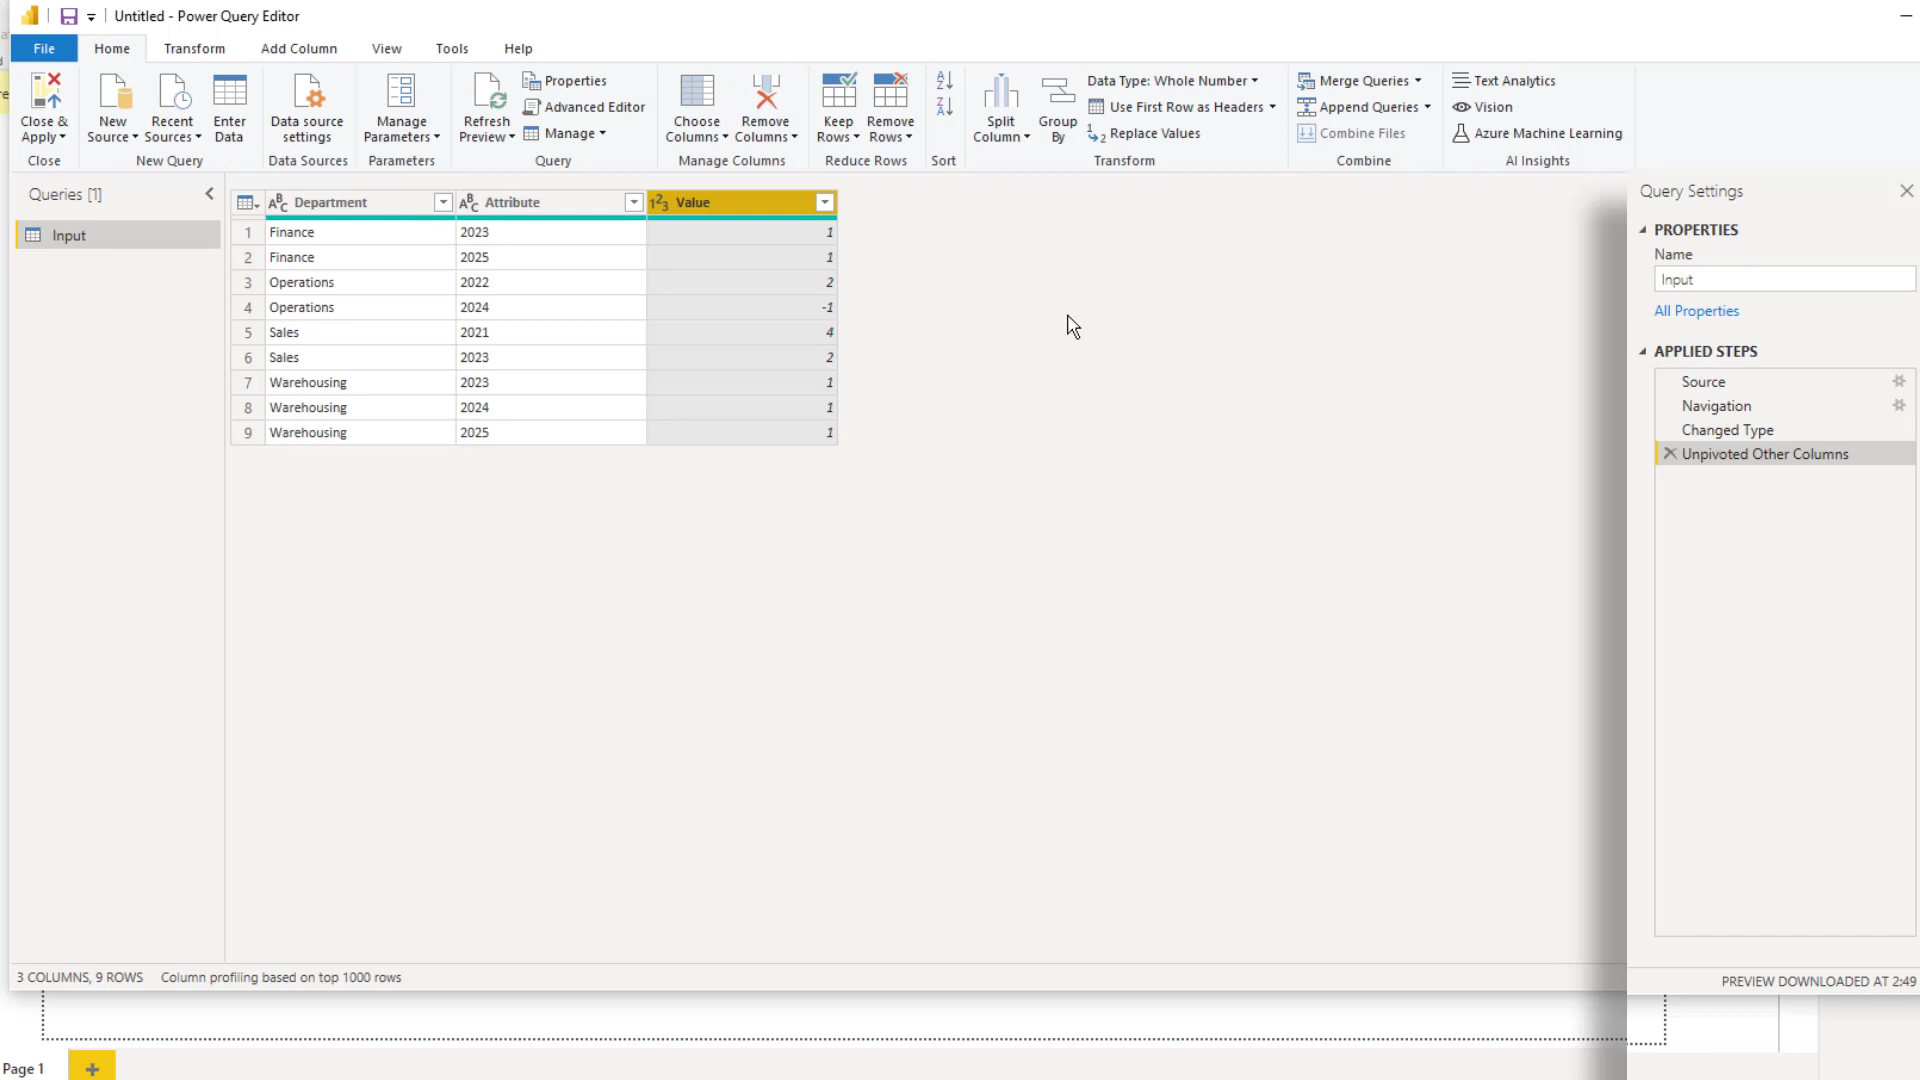 Untitled - Power Query Editor
File Home Transform Add Column View Tools Help
Close & Apply
New Source
Recent Sources
Enter Data
Data source settings
Manage Parameters
Refresh Preview
Properties
Advanced Editor
Manage
Choose Columns
Remove Columns
Keep Rows
Remove Rows
Split Column
Group By
Data Type: Whole Number
Use First Row as Headers
Replace Values
Merge Queries
Append Queries
Combine Files
Text Analytics
Vision
Azure Machine Learning
Close New Query Data Sources Parameters Query Manage Columns Reduce Rows Sort Transform Combine AI Insights
Queries [1]
Input
Department Attribute Value
1 Finance 2023 1
2 Finance 2025 1
3 Operations 2022 2
4 Operations 2024 -1
5 Sales 2021 4
6 Sales 2023 2
7 Warehousing 2023 1
8 Warehousing 2024 1
9 Warehousing 2025 1
Query Settings
PROPERTIES
Name
Input
All Properties
APPLIED STEPS
Source
Navigation
Changed Type
Unpivoted Other Columns
3 COLUMNS, 9 ROWS Column profiling based on top 1000 rows
PREVIEW DOWNLOADED AT 2:49
Page 1